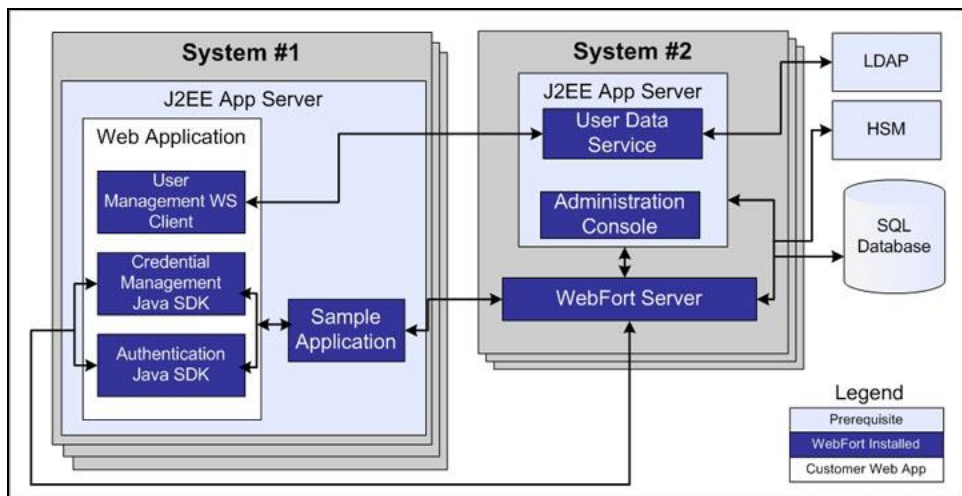 System #1
J2EE App Server
Web Application
User
Management WS
Client
Credential
Management
Java SDK
Authentication
Java SDK
Sample
Application
System #2
J2EE App Server
User Data
Service
Administration
Console
WebFort Server
LDAP
HSM
SQL
Database
Legend
Prerequisite
WebFort Installed
Customer Web App